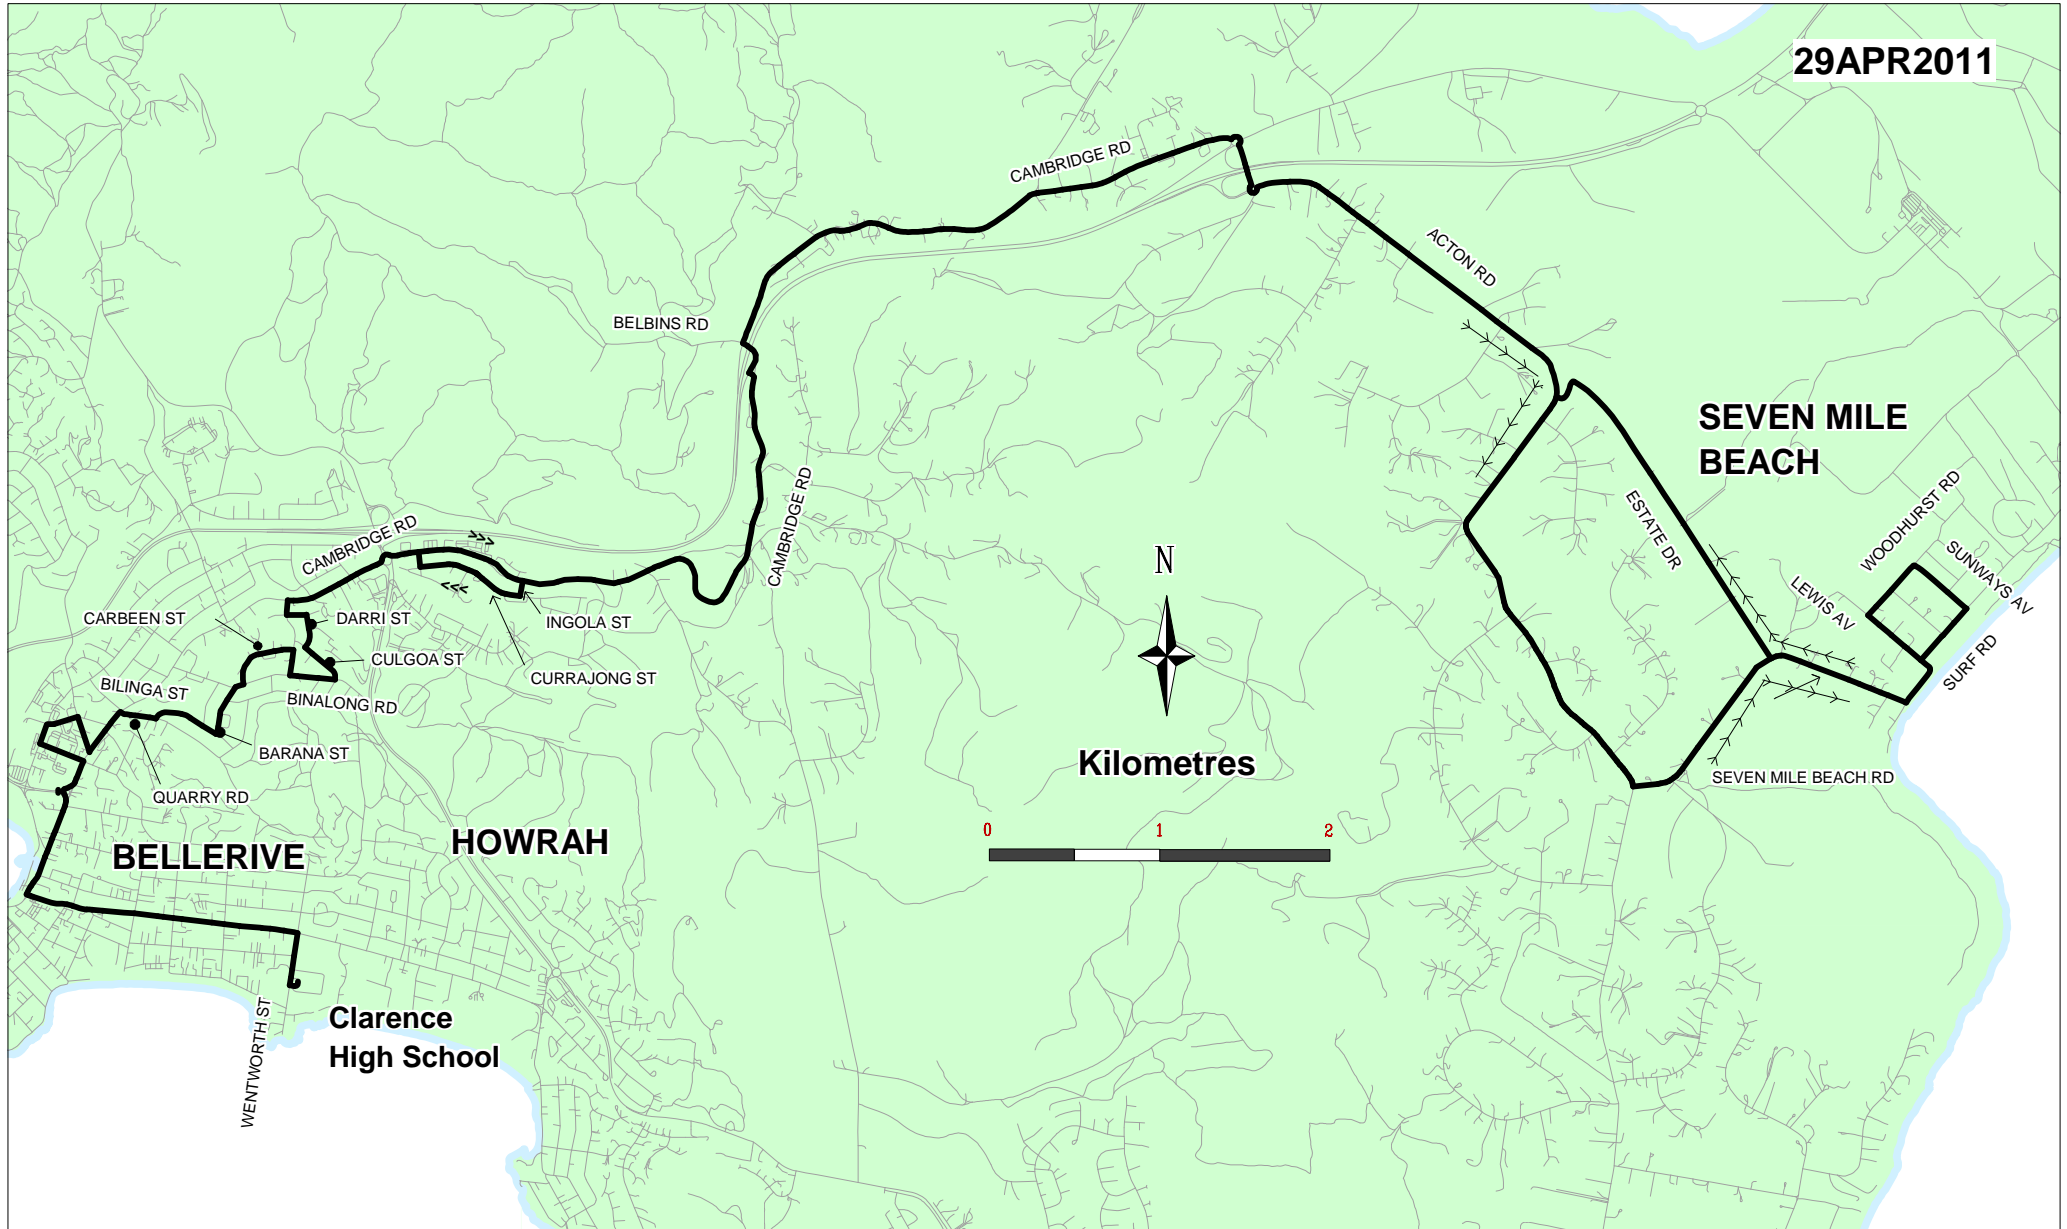 29APR2011
CAMBRIDGE RD
ACTON RD
BELBINS RD
SEVEN MILE
BEACH
WOODHURST RD
SUNWAYS AV
ESTATE DR
LEWIS AV
SURF RD
CAMBRIDGE RD
>>>
CAMBRIDGE RD
<<<
N
CARBEEN ST
DARRI ST
INGOLA ST
CULGOA ST
CURRAJONG ST
BILINGA ST
BINALONG RD
BARANA ST
QUARRY RD
Kilometres
SEVEN MILE BEACH RD
0 1 2
BELLERIVE
HOWRAH
WENTWORTH ST
Clarence
High School